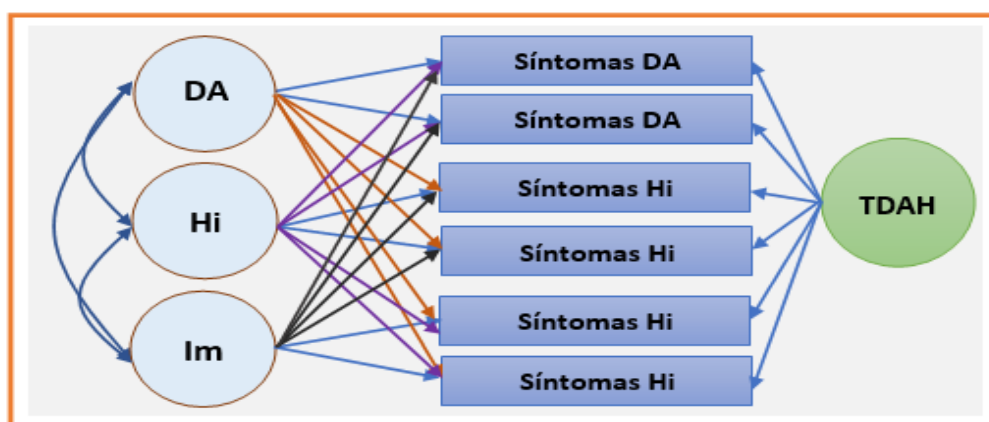 DA
Hi
Im
Síntomas DA
Síntomas DA
Síntomas Hi
Síntomas Hi
Síntomas Hi
Síntomas Hi
TDAH